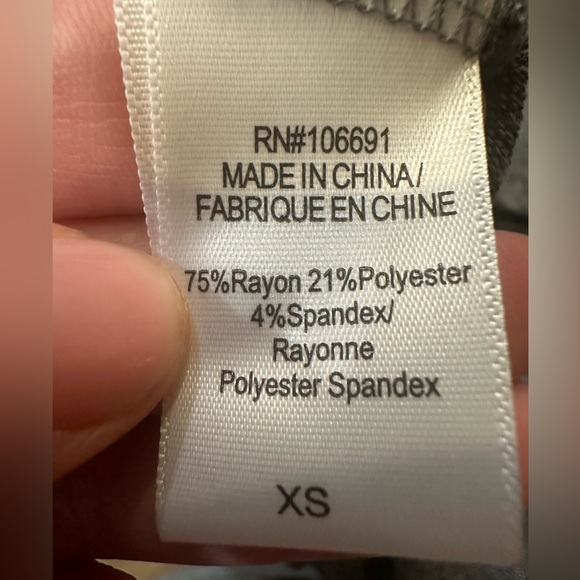 RN#106691
MADE IN CHINA/
FABRIQUE EN CHINE
75%Rayon 21%Polyester
4%Spandex/
Rayonne
Polyester Spandex
XS